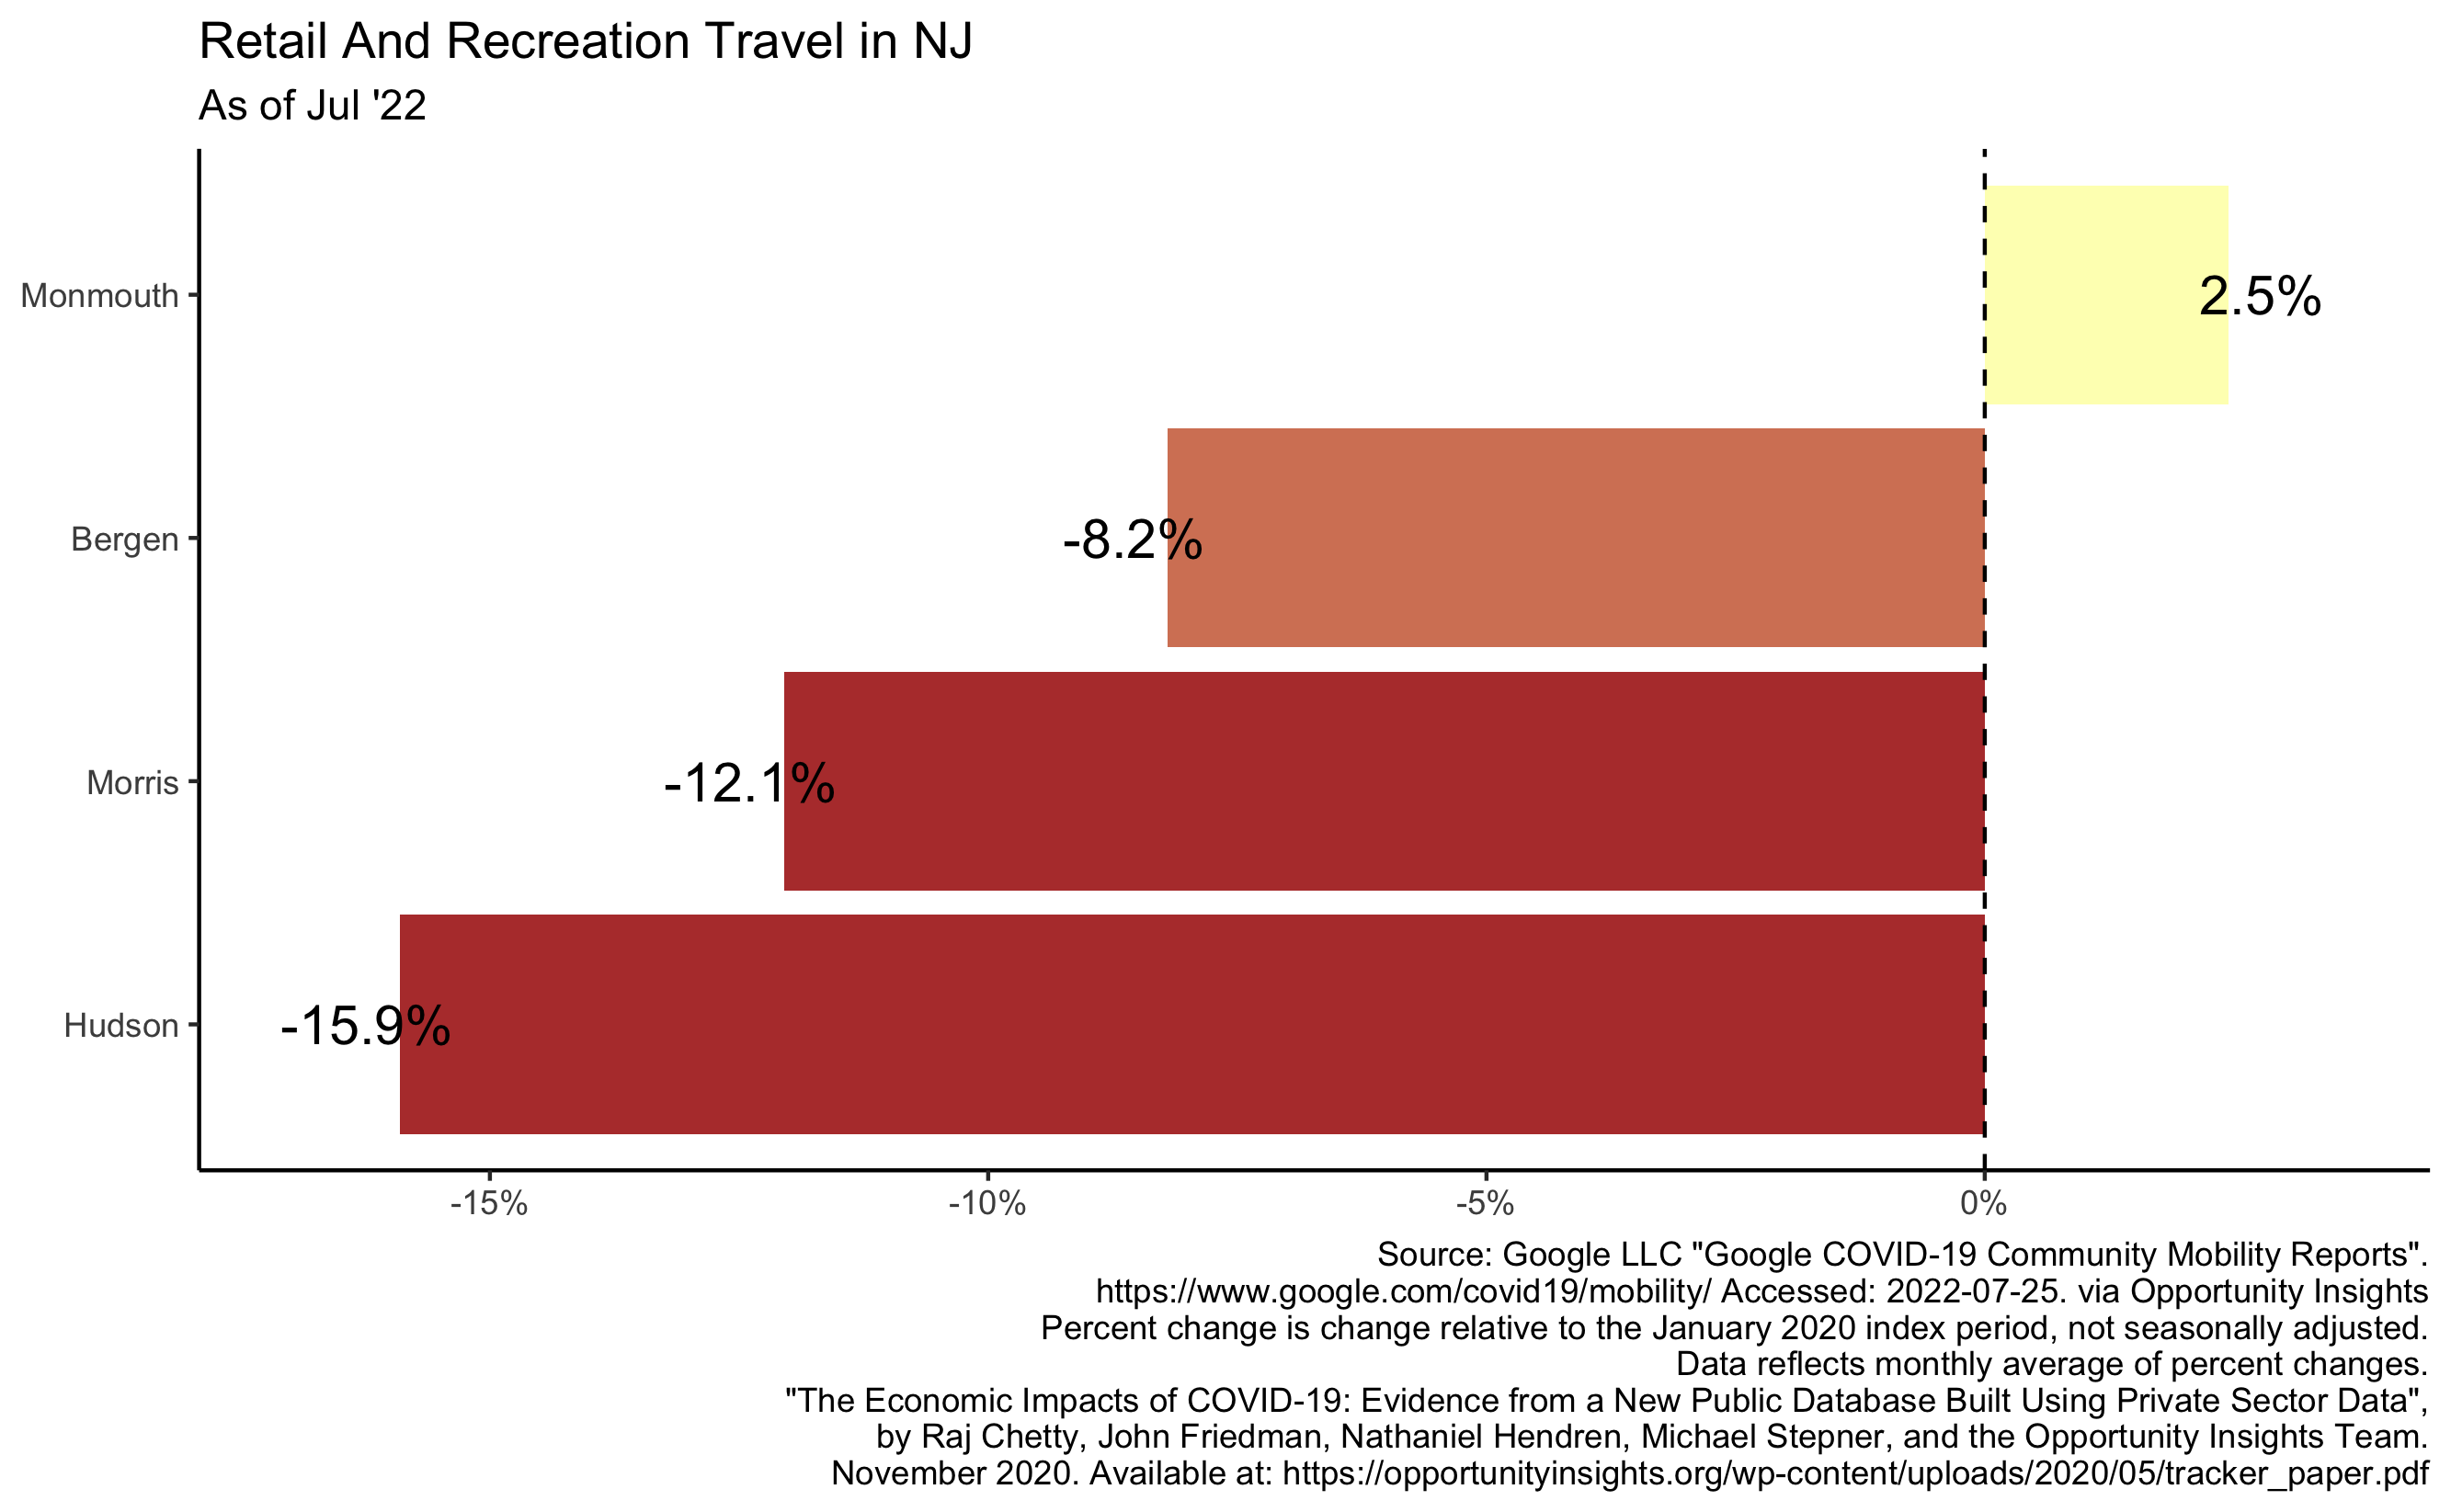 Retail And Recreation Travel in NJ
As of Jul '22
Monmouth
2.5%
Bergen
-8.2%
Morris
-12.1%
Hudson
-15.9%
-15%
-10%
-5%
0%
Source: Google LLC "Google COVID-19 Community Mobility Reports".
https://www.google.com/covid19/mobility/ Accessed: 2022-07-25. via Opportunity Insights
Percent change is change relative to the January 2020 index period, not seasonally adjusted.
Data reflects monthly average of percent changes.
"The Economic Impacts of COVID-19: Evidence from a New Public Database Built Using Private Sector Data",
by Raj Chetty, John Friedman, Nathaniel Hendren, Michael Stepner, and the Opportunity Insights Team.
November 2020. Available at: https://opportunityinsights.org/wp-content/uploads/2020/05/tracker_paper.pdf